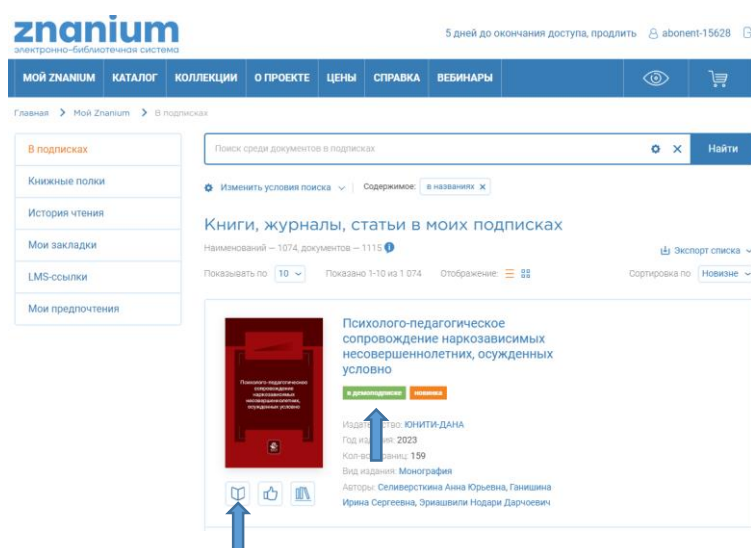 znanium
электронно-библиотечная система
5 дней до окончания доступа, продлить abonent-15628
МОЙ ZNANIUM КАТАЛОГ КОЛЛЕКЦИИ О ПРОЕКТЕ ЦЕНЫ СПРАВКА ВЕБИНАРЫ
Главная Мой Znanium В подписках
В подписках
Книжные полки
История чтения
Мои закладки
LMS-ссылки
Мои предпочтения
Поиск среди документов в подписках Найти
Изменить условия поиска Содержимое: в названиях x
Книги, журналы, статьи в моих подписках
Наименований — 1074, документов — 1115
Экспорт списка
Показывать по 10 Показано 1-10 из 1 074 Отображение: Сортировка по Новизне
Психолого-педагогическое
сопровождение
наркозависимых
несовершеннолетних,
осужденных условно
Психолого-педагогическое
сопровождение наркозависимых
несовершеннолетних, осужденных
условно
в демоподписке новинка
ЮНИТИ-ДАНА
Год 2023
159
Вид издания: Монография
Авторы: Селиверсткина Анна Юрьевна, Ганишина
Ирина Сергеевна, Эриашвили Нодари Дарчоевич